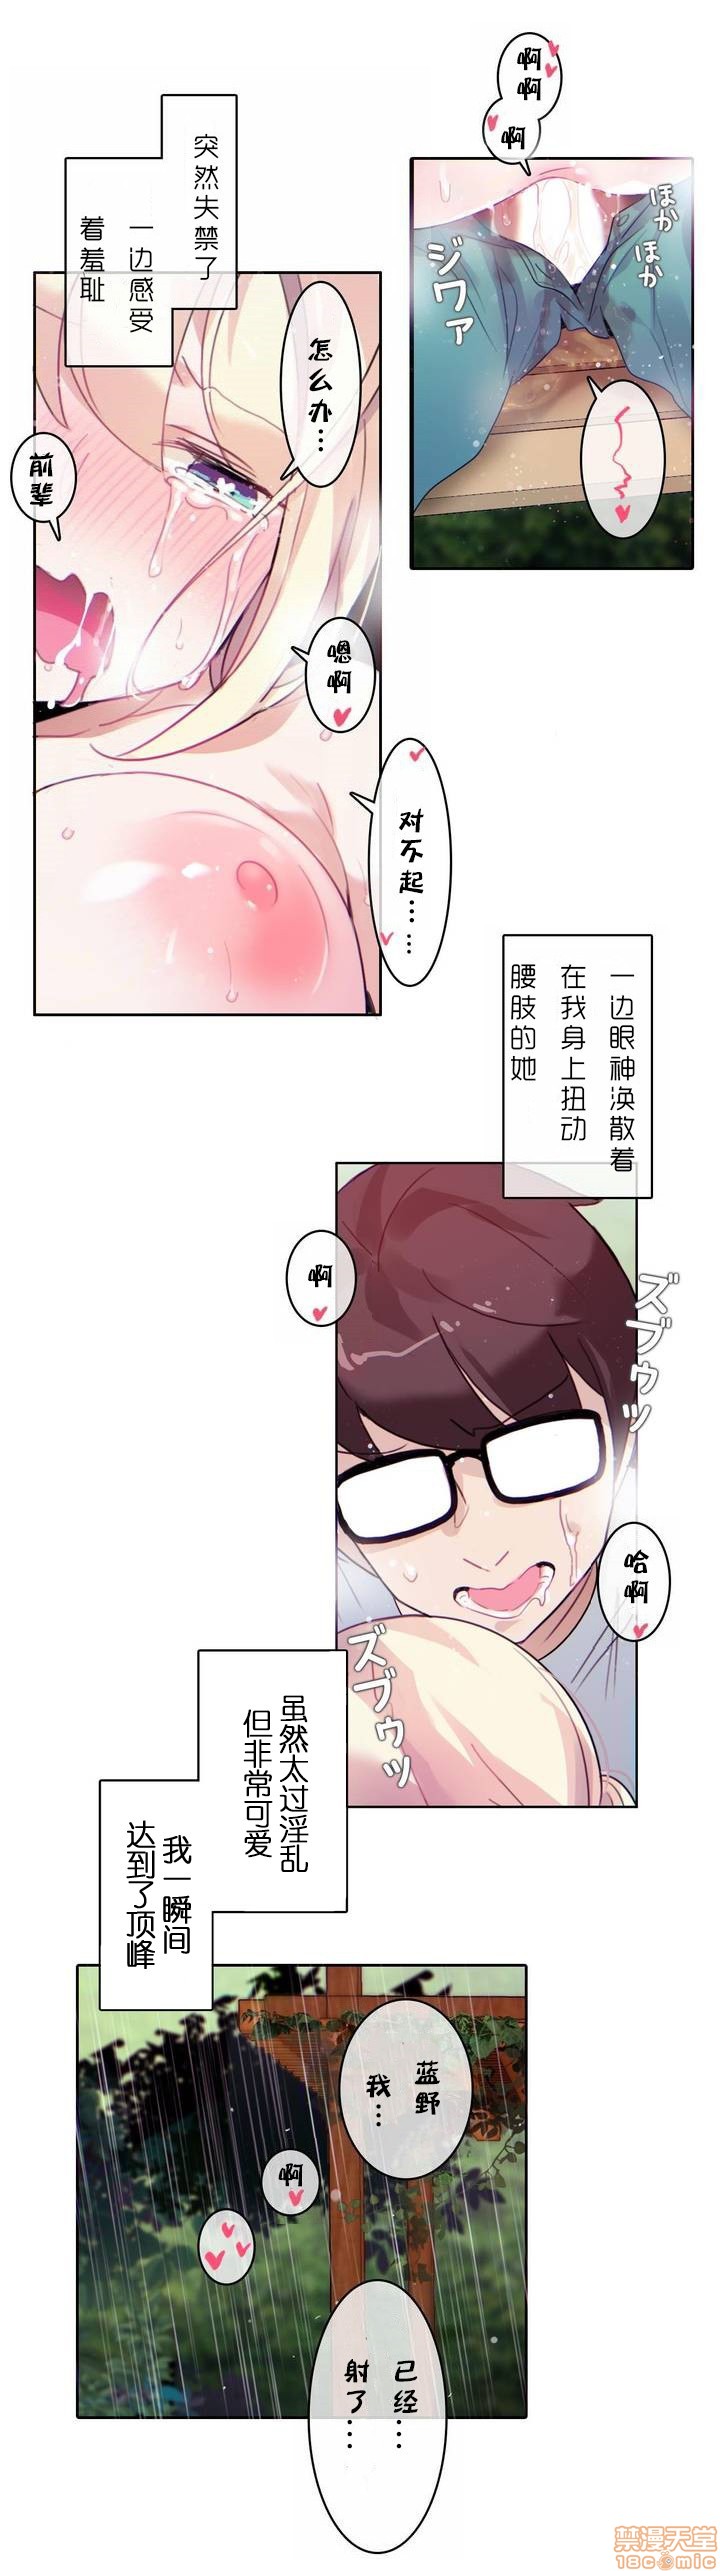 啊
啊
啊
ほか
ほか
ジワァ
突然失禁了
一边感受
着羞耻
怎么办…
前辈
嗯啊
对不起……
一边眼神涣散着
在我身上扭动
腰肢的她
啊
ズブゥッ
哈啊
ズブゥッ
虽然太过淫乱
但非常可爱
我一瞬间
达到了顶峰
蓝野
我…
啊
已经…
射了…
禁漫天堂
18comic